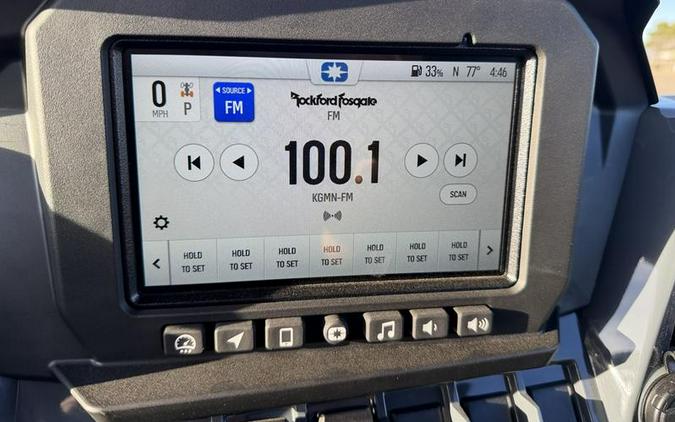 0
MPH
P
SOURCE
FM
33%
N 77° 4:46
Rockford Fosgate
FM
100.1
KGMN-FM
SCAN
HOLD TO SET
HOLD TO SET
HOLD TO SET
HOLD TO SET
HOLD TO SET
HOLD TO SET
HOLD TO SET